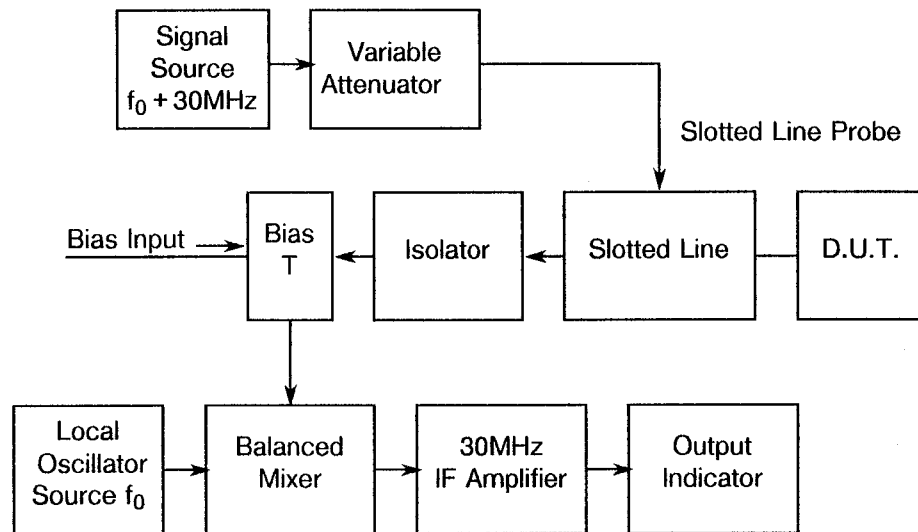 Signal
Source
f₀ + 30MHz
Variable
Attenuator
Slotted Line Probe
Bias Input
Bias
T
Isolator
Slotted Line
D.U.T.
Local
Oscillator
Source f₀
Balanced
Mixer
30MHz
IF Amplifier
Output
Indicator